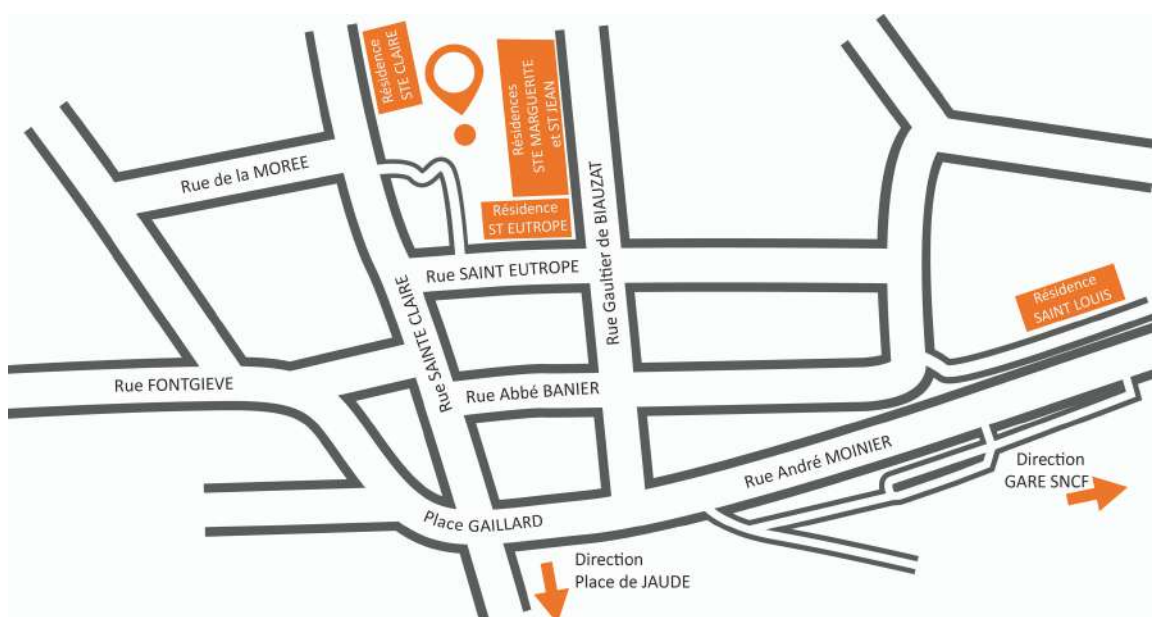 Résidence
STE CLAIRE
Résidences
STE MARGUERITE
et ST JEAN
Résidence
ST EUTROPE
Rue de la MOREE
Rue SAINT EUTROPE
Rue Gaultier de BIAUZAT
Résidence
SAINT LOUIS
Rue SAINTE CLAIRE
Rue FONTGIEVE
Rue Abbé BANIER
Rue André MOINIER
Direction
GARE SNCF
Place GAILLARD
Direction
Place de JAUDE